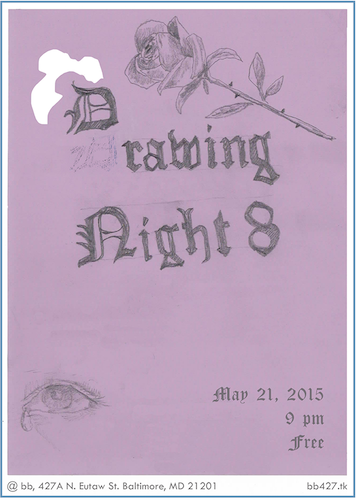 Drawing
Night 8
May 21, 2015
9 pm
Free
@ bb, 427A N. Eutaw St. Baltimore, MD 21201
bb427.tk